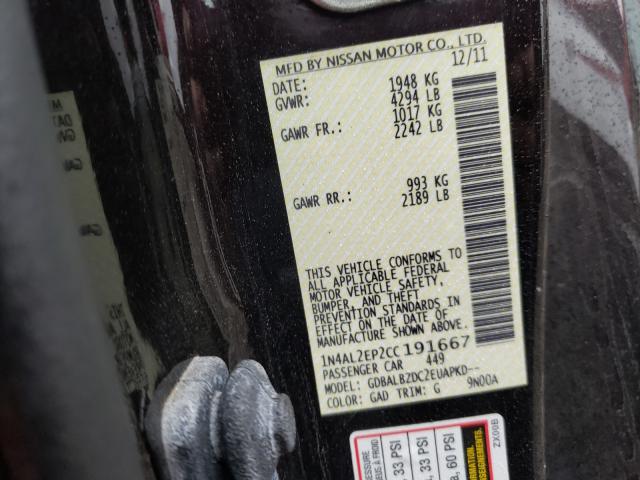 MFD BY NISSAN MOTOR CO., LTD.
DATE: 12/11
GVWR: 1948 KG
4294 LB
GAWR FR.: 1017 KG
2242 LB
GAWR RR.: 993 KG
2189 LB
THIS VEHICLE CONFORMS TO
ALL APPLICABLE FEDERAL
MOTOR VEHICLE SAFETY,
BUMPER, AND THEFT
PREVENTION STANDARDS IN
EFFECT ON THE DATE OF
MANUFACTURE SHOWN ABOVE.
1N4AL2EP2CC191667
PASSENGER CAR 449
MODEL: GDBALBZDC2EUAPKD--
COLOR: GAD TRIM: G 9N00A
ZX00B
33 PSI
33 PSI
60 PSI